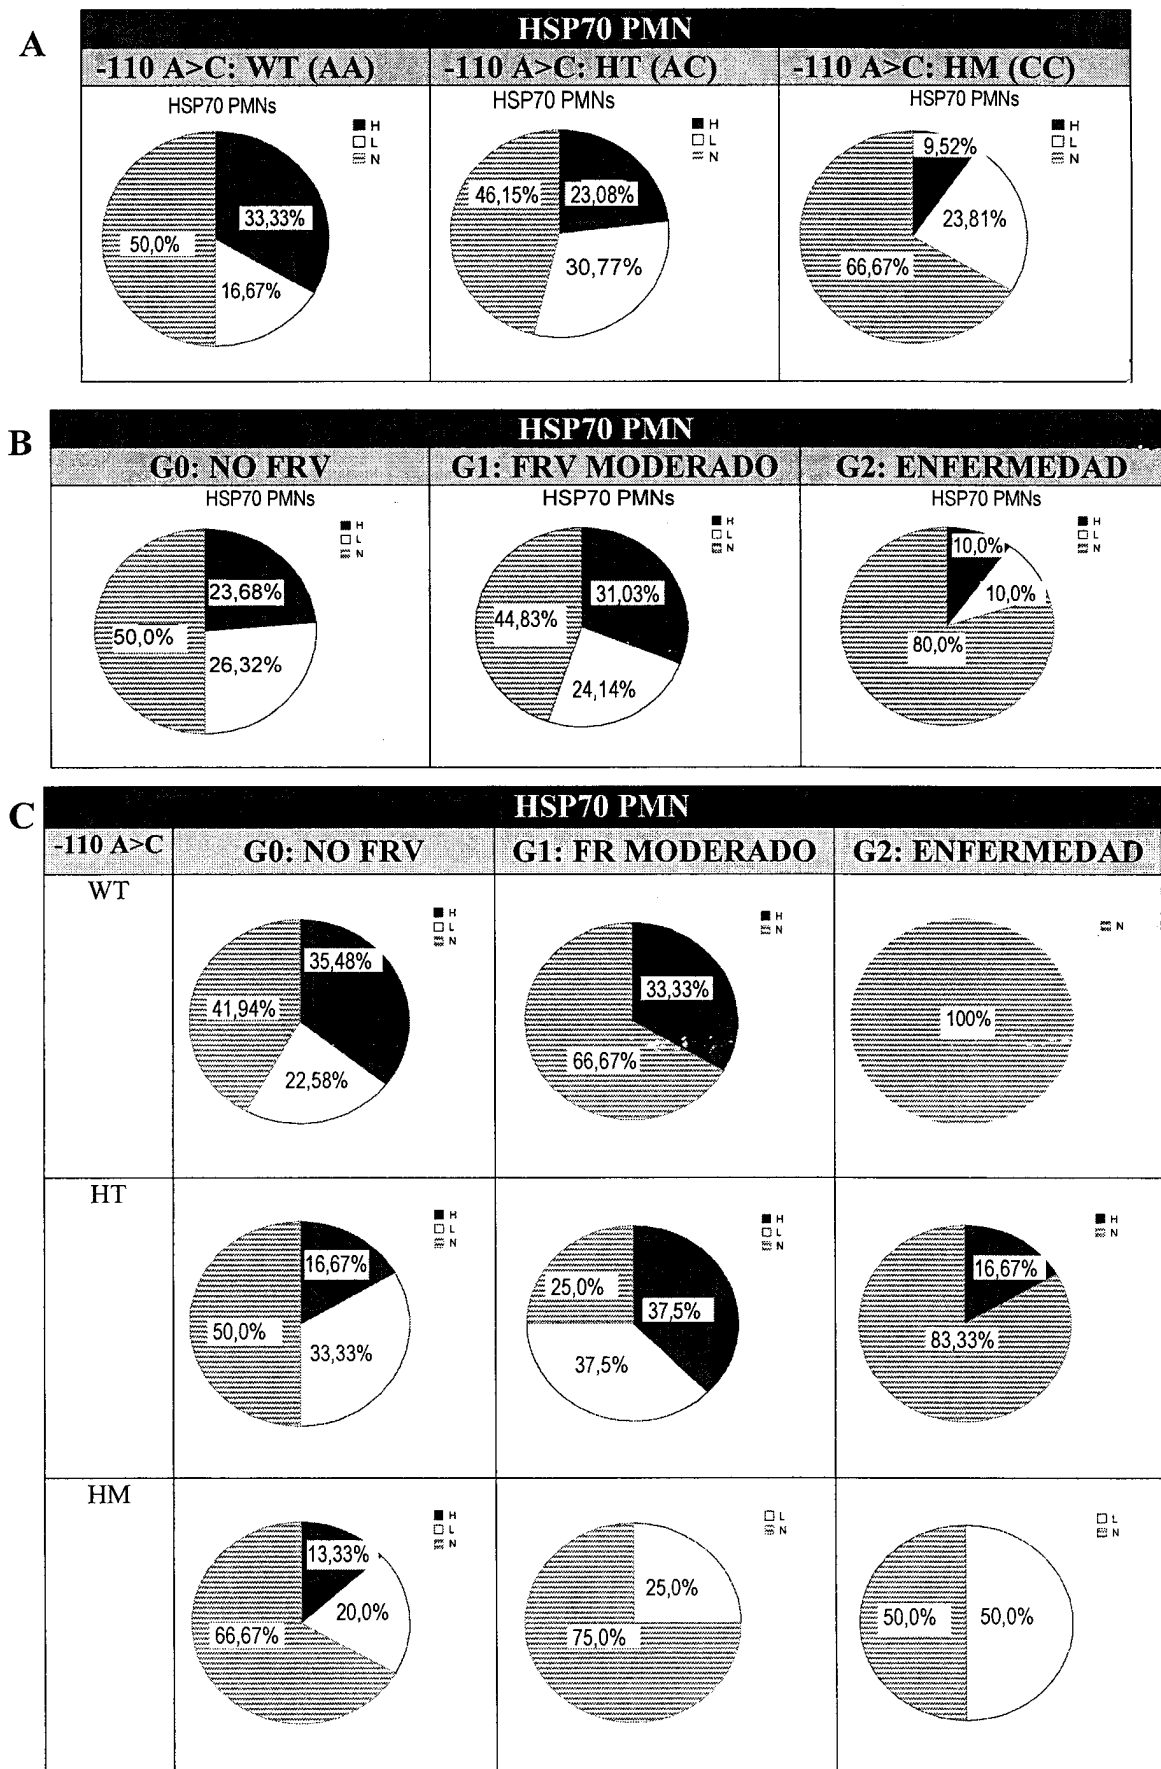 A
HSP70 PMN
-110 A>C: WT (AA) -110 A>C: HT (AC) -110 A>C: HM (CC)
HSP70 PMNs HSP70 PMNs HSP70 PMNs
H H H
L L L
N N N
33,33% 46,15% 23,08% 9,52%
50,0% 16,67% 30,77% 66,67% 23,81%
B
HSP70 PMN
G0: NO FRV G1: FRV MODERADO G2: ENFERMEDAD
HSP70 PMNs HSP70 PMNs HSP70 PMNs
H H H
L L L
N N N
23,68% 31,03% 10,0%
50,0% 44,83% 10,0%
26,32% 24,14% 80,0%
C
HSP70 PMN
-110 A>C G0: NO FRV G1: FR MODERADO G2: ENFERMEDAD
WT
H H N
L N
N
35,48% 33,33% 100%
41,94% 66,67%
22,58%
HT
H H H
L L N
N N
16,67% 25,0% 37,5% 16,67%
50,0% 33,33% 37,5% 83,33%
HM
H L L
L N N
N
13,33% 25,0% 50,0% 50,0%
20,0% 75,0%
66,67%